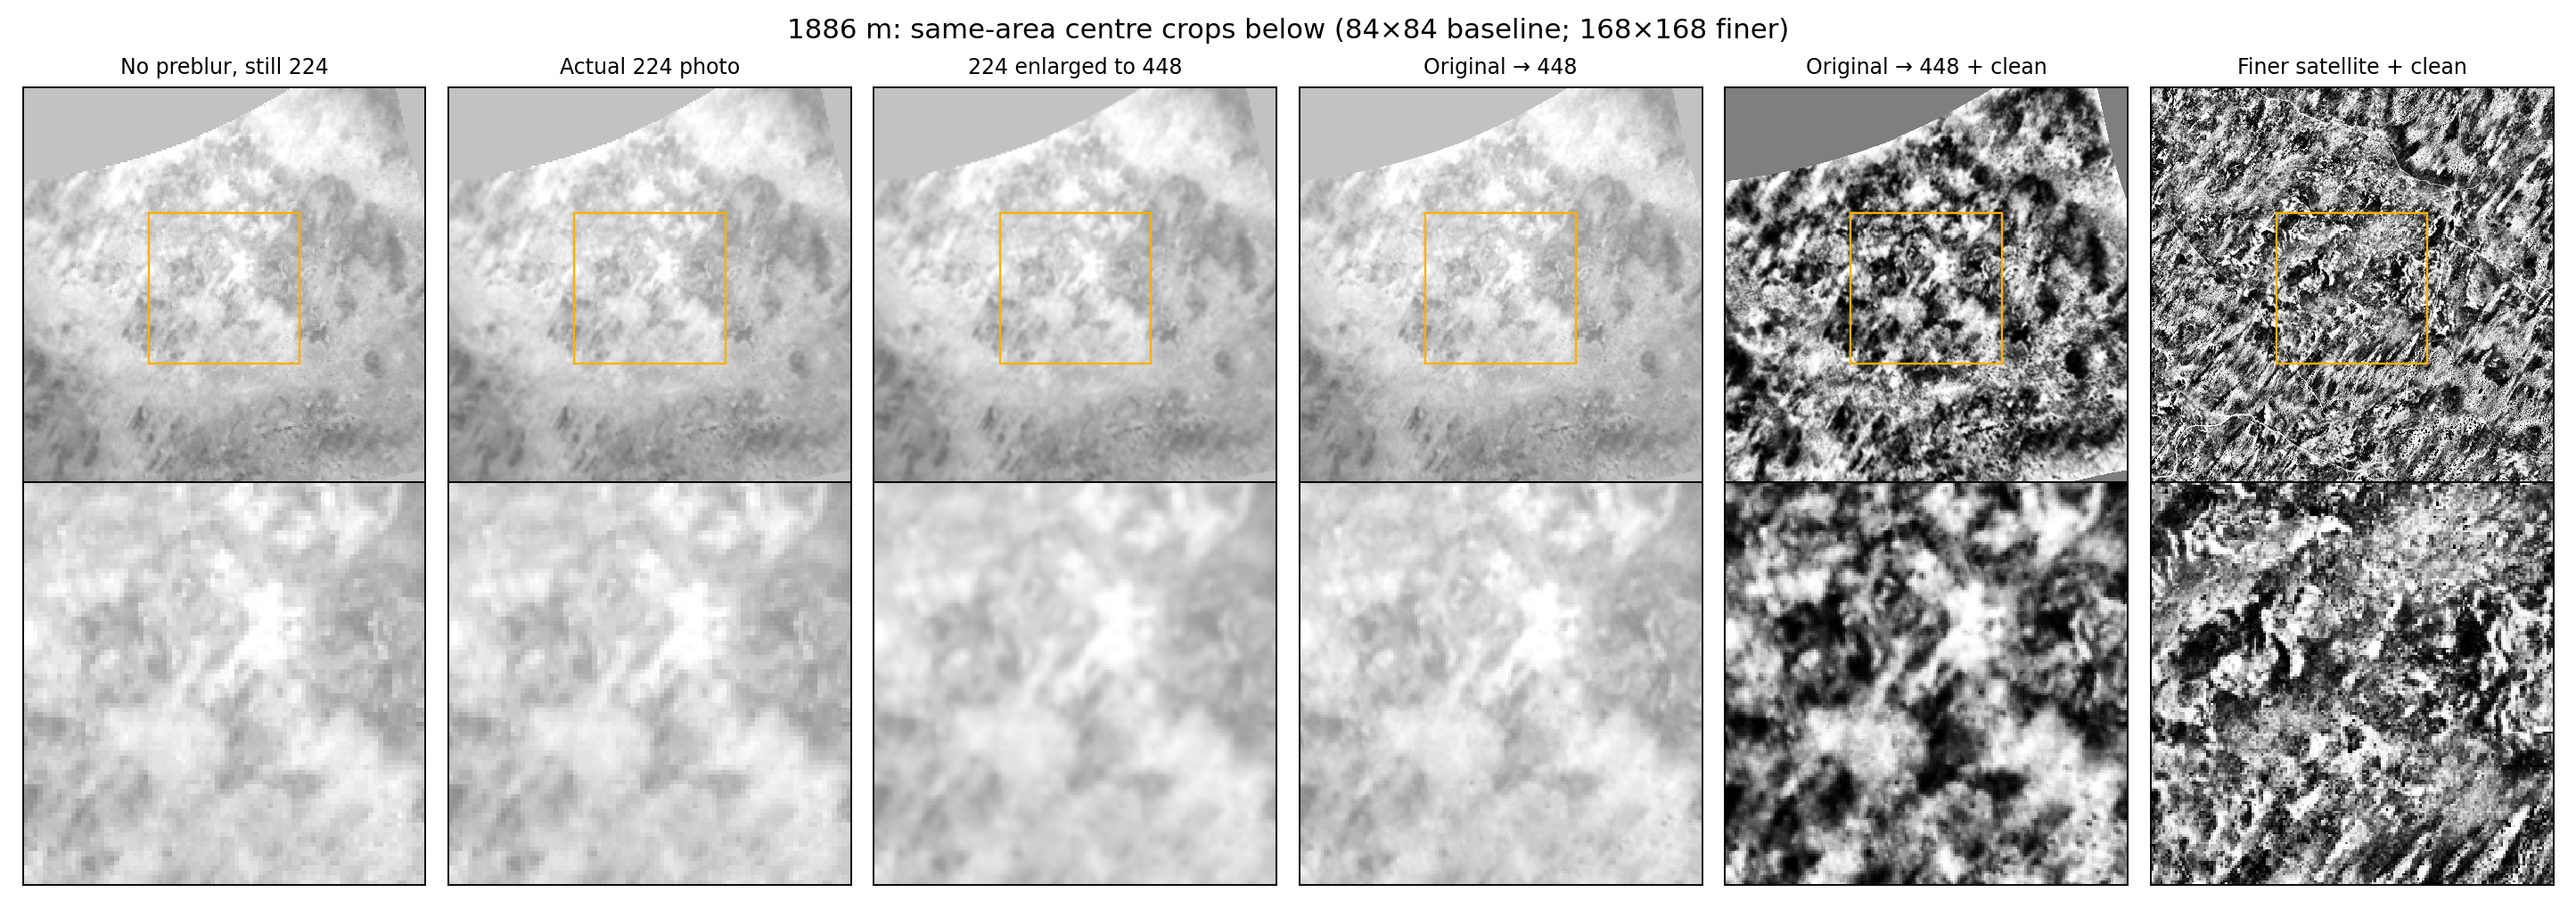 1886 m: same-area centre crops below (84×84 baseline; 168×168 finer)
No preblur, still 224
Actual 224 photo
224 enlarged to 448
Original → 448
Original → 448 + clean
Finer satellite + clean